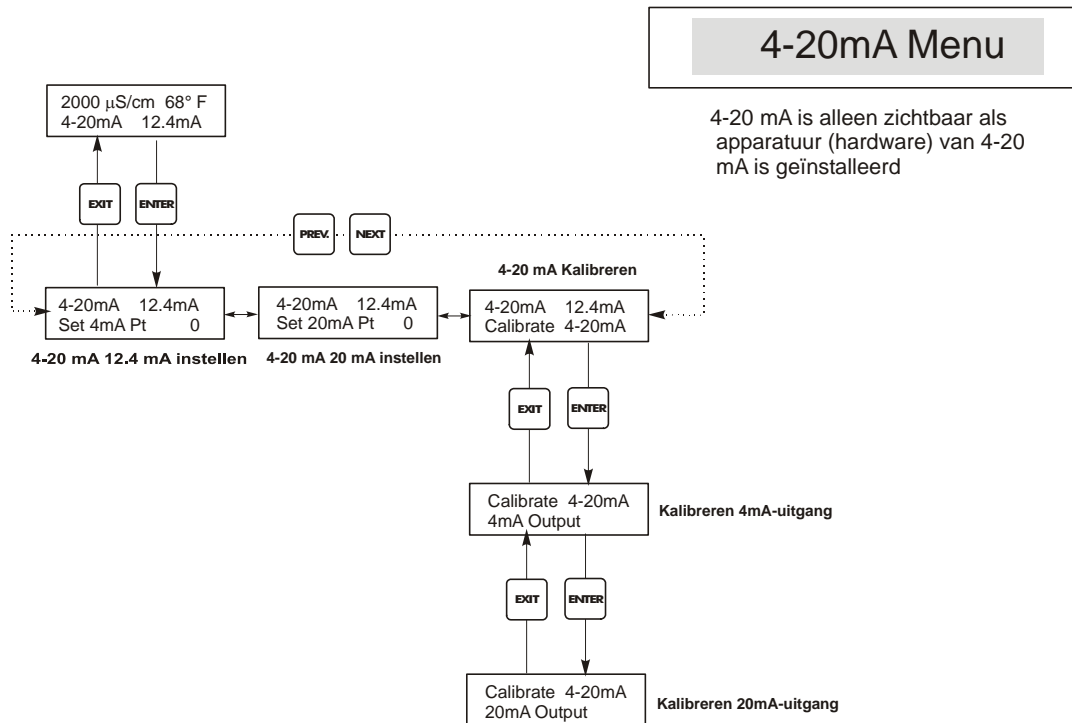 4-20mA Menu
4-20 mA is alleen zichtbaar als
apparatuur (hardware) van 4-20
mA is geïnstalleerd
2000 µS/cm 68° F
4-20mA 12.4mA
EXIT ENTER
PREV. NEXT
4-20 mA Kalibreren
4-20mA 12.4mA
Set 4mA Pt 0
4-20mA 12.4mA
Set 20mA Pt 0
4-20mA 12.4mA
Calibrate 4-20mA
4-20 mA 12.4 mA instellen
4-20 mA 20 mA instellen
EXIT ENTER
Calibrate 4-20mA
4mA Output
Kalibreren 4mA-uitgang
EXIT ENTER
Calibrate 4-20mA
20mA Output
Kalibreren 20mA-uitgang